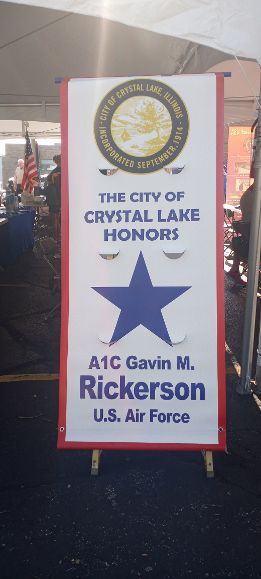 CITY OF CRYSTAL LAKE, ILLINOIS
INCORPORATED SEPTEMBER, 1914
THE CITY OF
CRYSTAL LAKE
HONORS
A1C Gavin M.
Rickerson
U.S. Air Force